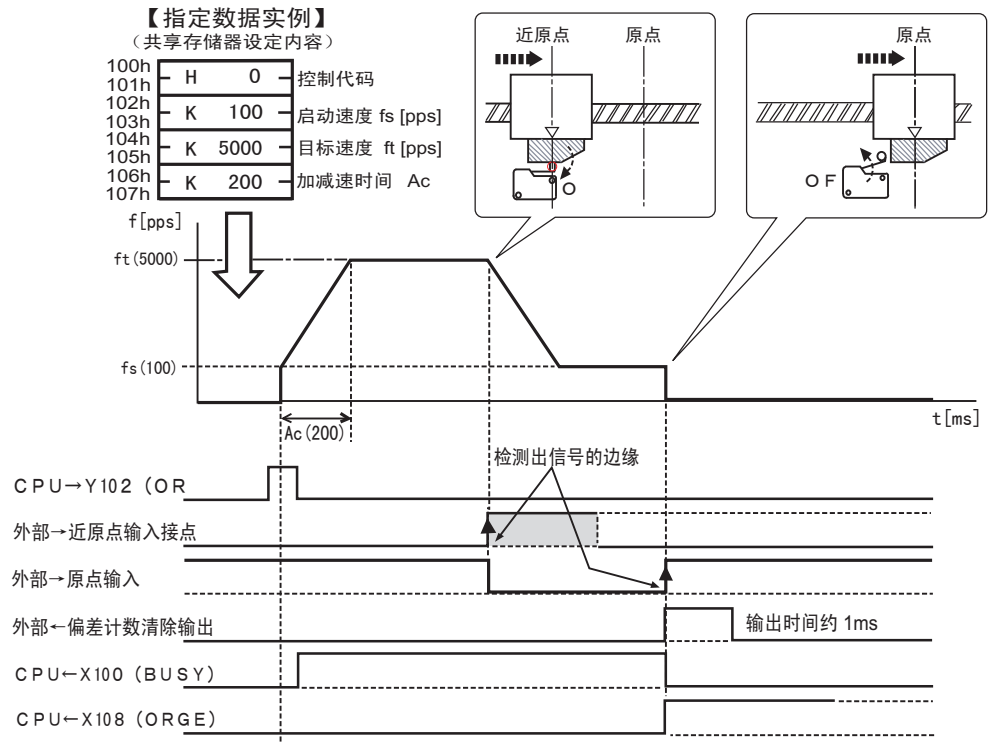 【指定数据实例】
（共享存储器设定内容）
100h
101h
H 0
控制代码
102h
103h
K 100
启动速度 fs [pps]
104h
105h
K 5000
目标速度 ft [pps]
106h
107h
K 200
加减速时间 Ac
近原点 原点
O
原点
O F
f[pps]
ft(5000)
fs(100)
Ac(200)
t[ms]
检测出信号的边缘
CPU→Y102（OR
外部→近原点输入接点
外部→原点输入
外部←偏差计数清除输出
输出时间约 1ms
CPU←X100（BUSY）
CPU←X108（ORGE）